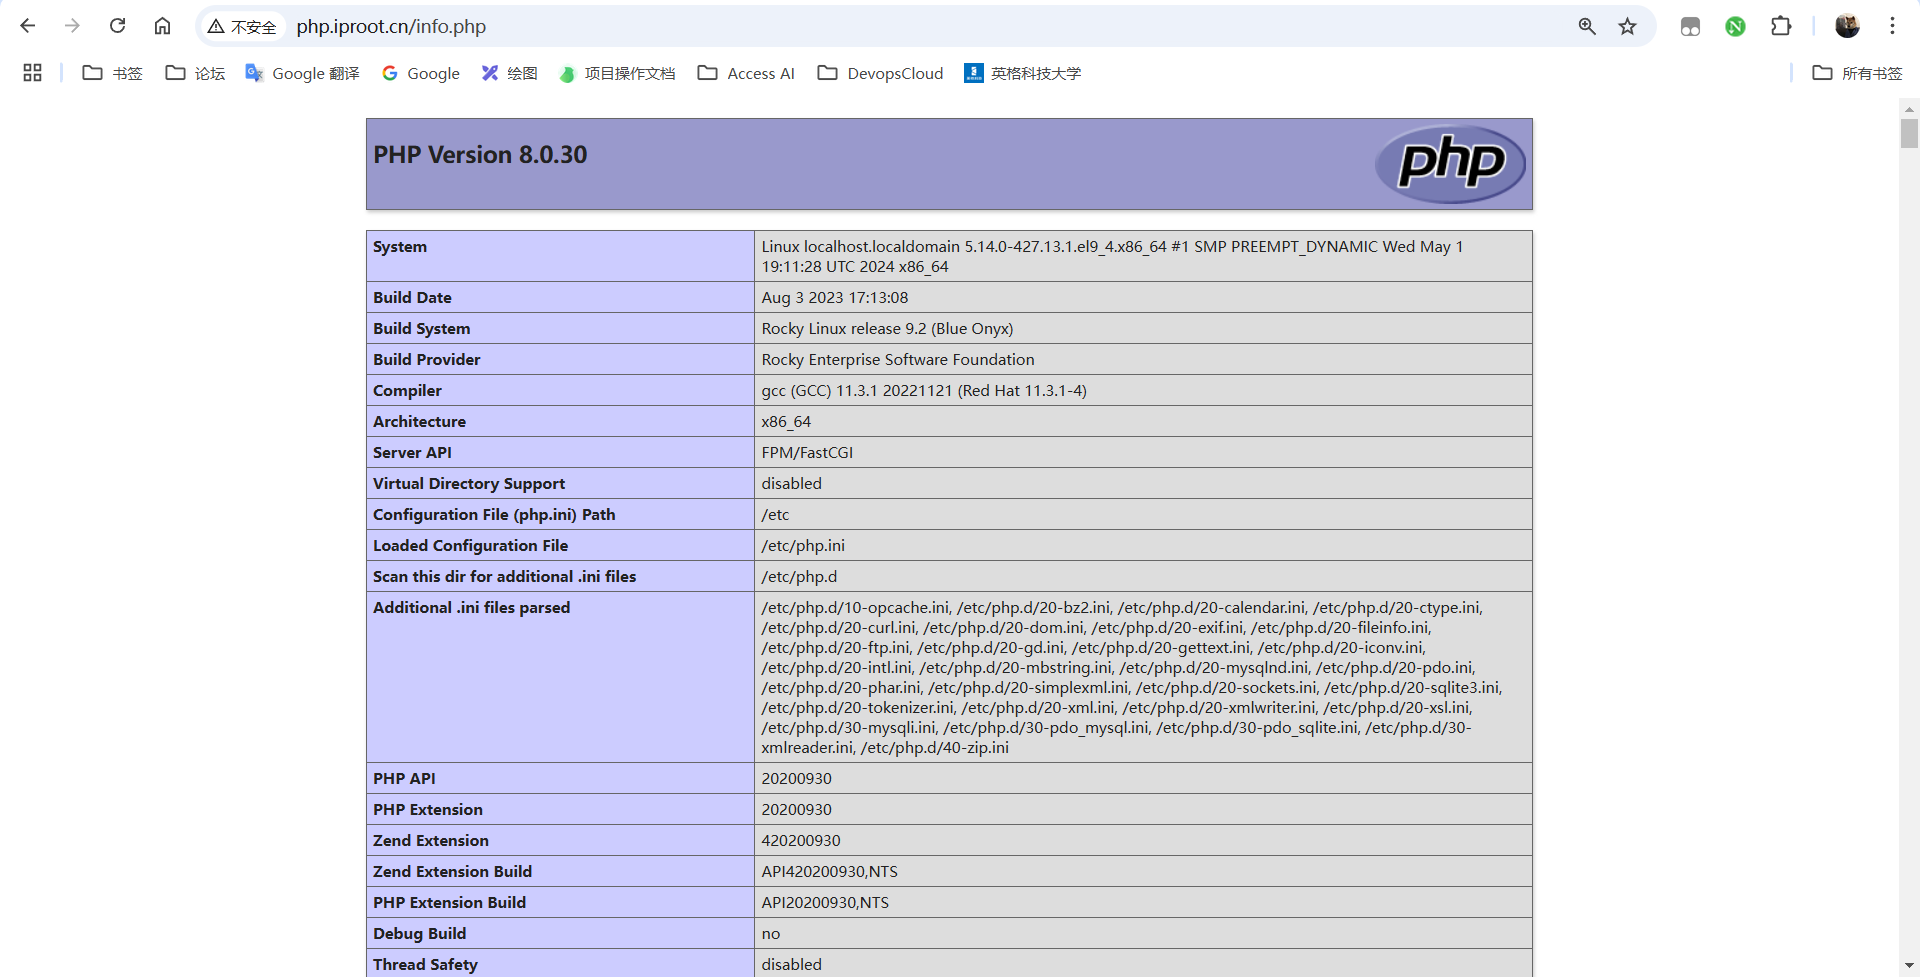 不安全 php.iproot.cn/info.php
书签 论坛 Google 翻译 Google 绘图 项目操作文档 Access AI DevopsCloud 英格科技大学 所有书签
PHP Version 8.0.30
php
System Linux localhost.localdomain 5.14.0-427.13.1.el9_4.x86_64 #1 SMP PREEMPT_DYNAMIC Wed May 1
19:11:28 UTC 2024 x86_64
Build Date Aug 3 2023 17:13:08
Build System Rocky Linux release 9.2 (Blue Onyx)
Build Provider Rocky Enterprise Software Foundation
Compiler gcc (GCC) 11.3.1 20221121 (Red Hat 11.3.1-4)
Architecture x86_64
Server API FPM/FastCGI
Virtual Directory Support disabled
Configuration File (php.ini) Path /etc
Loaded Configuration File /etc/php.ini
Scan this dir for additional .ini files /etc/php.d
Additional .ini files parsed /etc/php.d/10-opcache.ini, /etc/php.d/20-bz2.ini, /etc/php.d/20-calendar.ini, /etc/php.d/20-ctype.ini,
/etc/php.d/20-curl.ini, /etc/php.d/20-dom.ini, /etc/php.d/20-exif.ini, /etc/php.d/20-fileinfo.ini,
/etc/php.d/20-ftp.ini, /etc/php.d/20-gd.ini, /etc/php.d/20-gettext.ini, /etc/php.d/20-iconv.ini,
/etc/php.d/20-intl.ini, /etc/php.d/20-mbstring.ini, /etc/php.d/20-mysqlnd.ini, /etc/php.d/20-pdo.ini,
/etc/php.d/20-phar.ini, /etc/php.d/20-simplexml.ini, /etc/php.d/20-sockets.ini, /etc/php.d/20-sqlite3.ini,
/etc/php.d/20-tokenizer.ini, /etc/php.d/20-xml.ini, /etc/php.d/20-xmlwriter.ini, /etc/php.d/20-xsl.ini,
/etc/php.d/30-mysqli.ini, /etc/php.d/30-pdo_mysql.ini, /etc/php.d/30-pdo_sqlite.ini, /etc/php.d/30-
xmlreader.ini, /etc/php.d/40-zip.ini
PHP API 20200930
PHP Extension 20200930
Zend Extension 420200930
Zend Extension Build API420200930,NTS
PHP Extension Build API20200930,NTS
Debug Build no
Thread Safety disabled